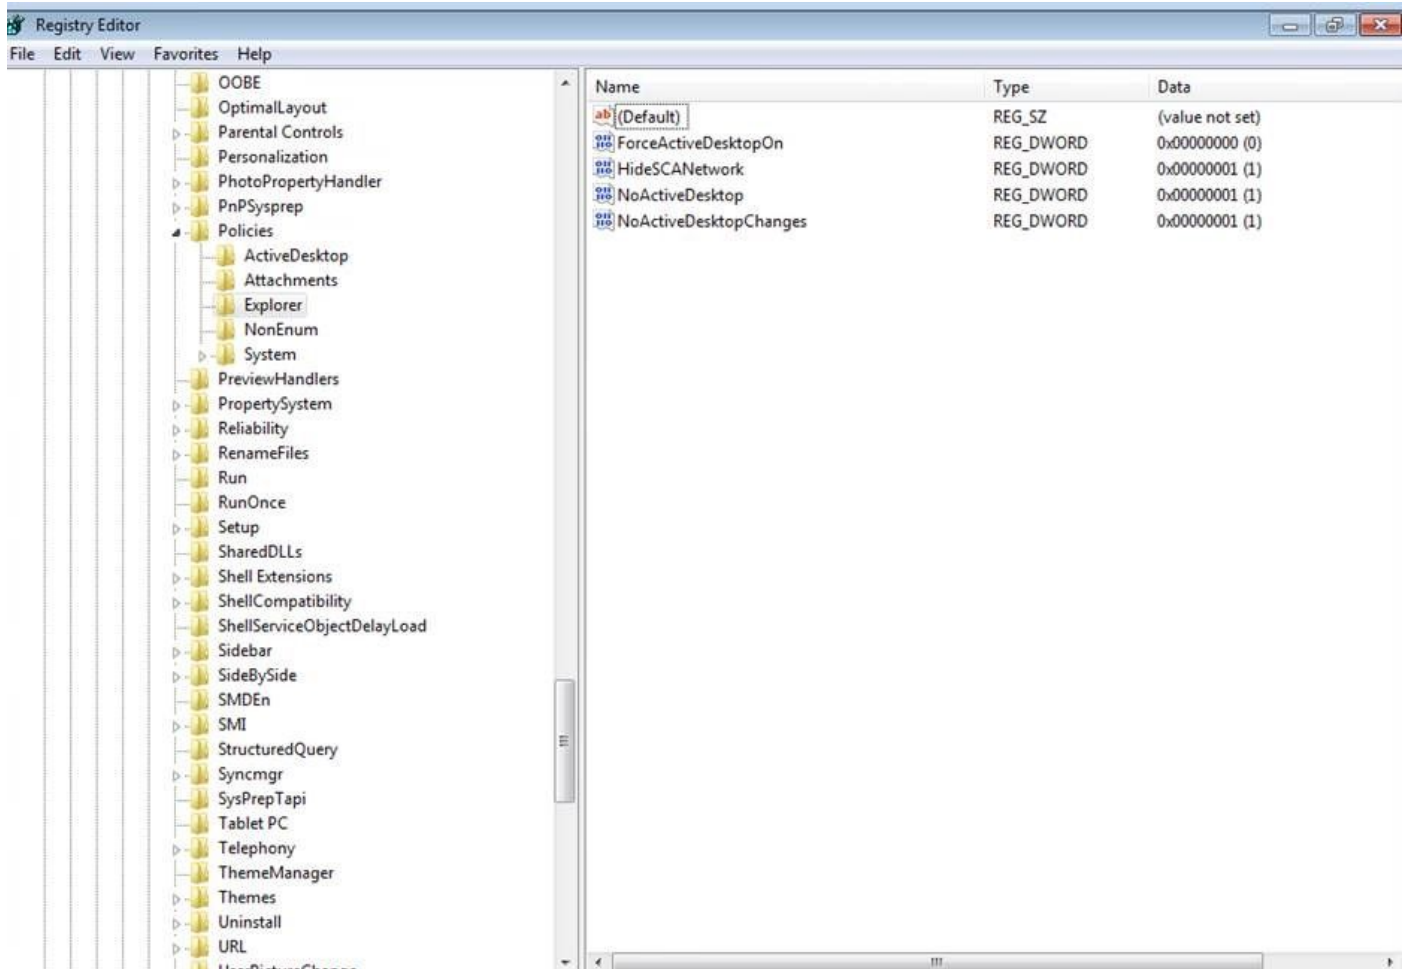 Registry Editor
File Edit View Favorites Help
OOBE
OptimalLayout
Parental Controls
Personalization
PhotoPropertyHandler
PnPSysprep
Policies
ActiveDesktop
Attachments
Explorer
NonEnum
System
PreviewHandlers
PropertySystem
Reliability
RenameFiles
Run
RunOnce
Setup
SharedDLLs
Shell Extensions
ShellCompatibility
ShellServiceObjectDelayLoad
Sidebar
SideBySide
SMDEn
SMI
StructuredQuery
Syncmgr
SysPrepTapi
Tablet PC
Telephony
ThemeManager
Themes
Uninstall
URL
Name Type Data
ab (Default) REG_SZ (value not set)
ForceActiveDesktopOn REG_DWORD 0x00000000 (0)
HideSCANetwork REG_DWORD 0x00000001 (1)
NoActiveDesktop REG_DWORD 0x00000001 (1)
NoActiveDesktopChanges REG_DWORD 0x00000001 (1)